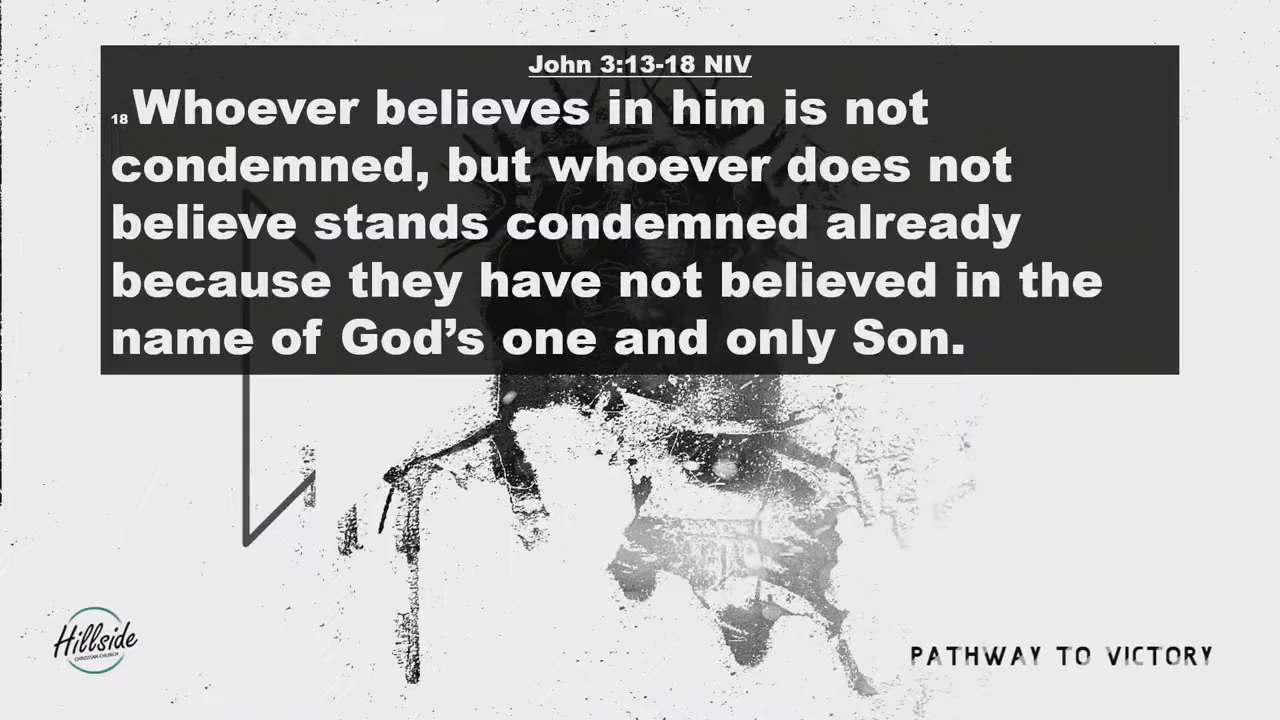 John 3:13-18 NIV
18 Whoever believes in him is not
condemned, but whoever does not
believe stands condemned already
because they have not believed in the
name of God’s one and only Son.
Hillside
CHRISTIAN CHURCH
PATHWAY TO VICTORY